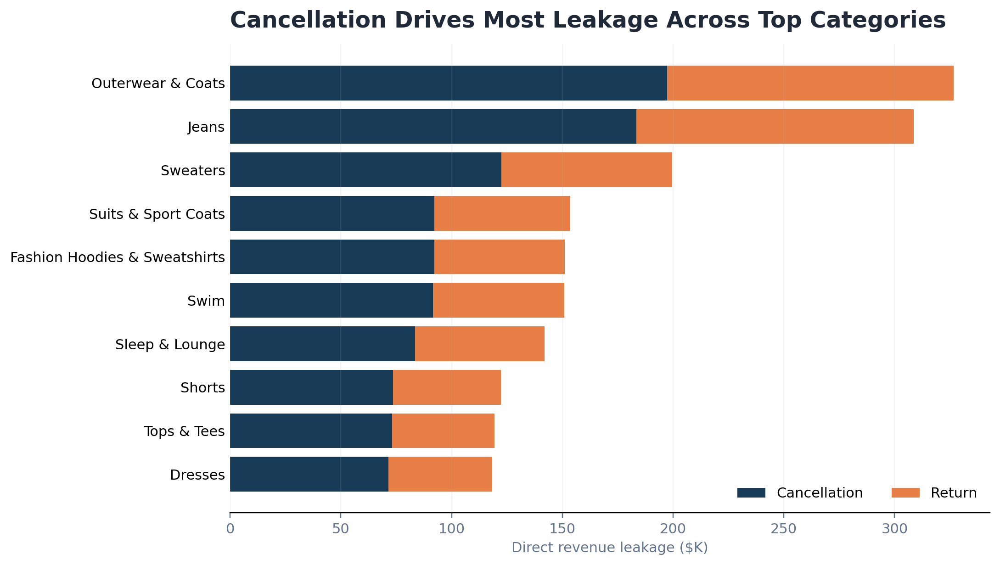 Cancellation Drives Most Leakage Across Top Categories
Outerwear & Coats
Jeans
Sweaters
Suits & Sport Coats
Fashion Hoodies & Sweatshirts
Swim
Sleep & Lounge
Shorts
Tops & Tees
Dresses
Cancellation Return
0 50 100 150 200 250 300
Direct revenue leakage ($K)